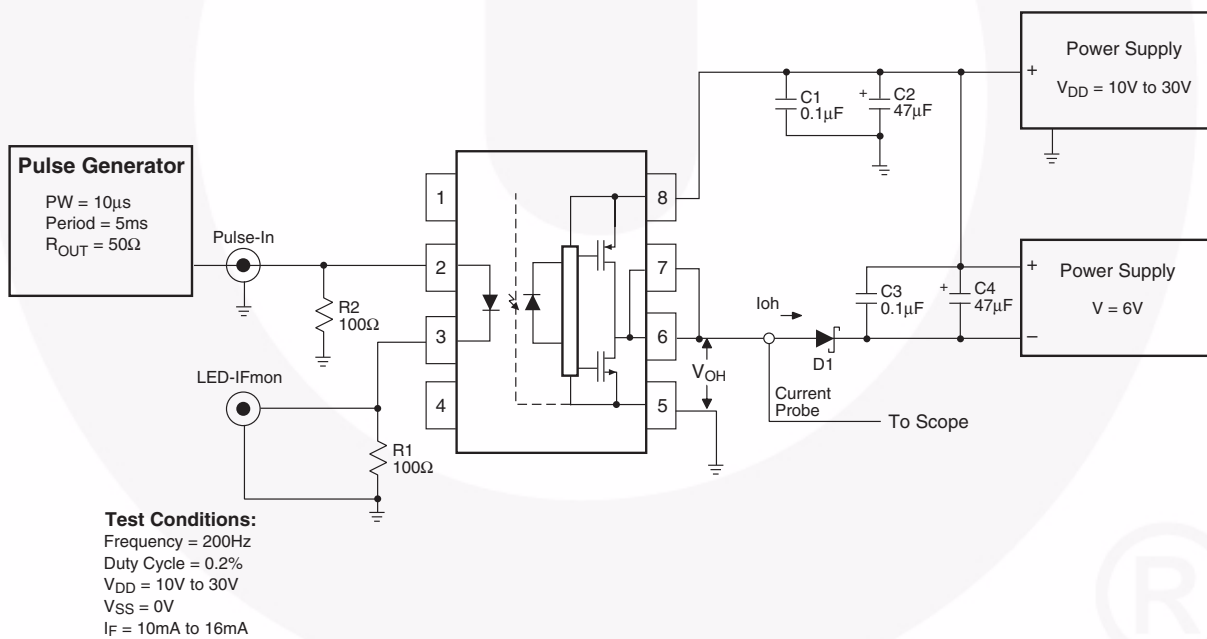 Power Supply
VDD = 10V to 30V
+
C1
0.1μF
+
C2
47μF
Pulse Generator
PW = 10μs
Period = 5ms
ROUT = 50Ω
Pulse-In
R2
100Ω
LED-IFmon
R1
100Ω
1
2
3
4
8
7
6
5
VOH
Ioh
D1
Current
Probe
To Scope
C3
0.1μF
+
C4
47μF
+
Power Supply
V = 6V
–
Test Conditions:
Frequency = 200Hz
Duty Cycle = 0.2%
VDD = 10V to 30V
VSS = 0V
IF = 10mA to 16mA
®